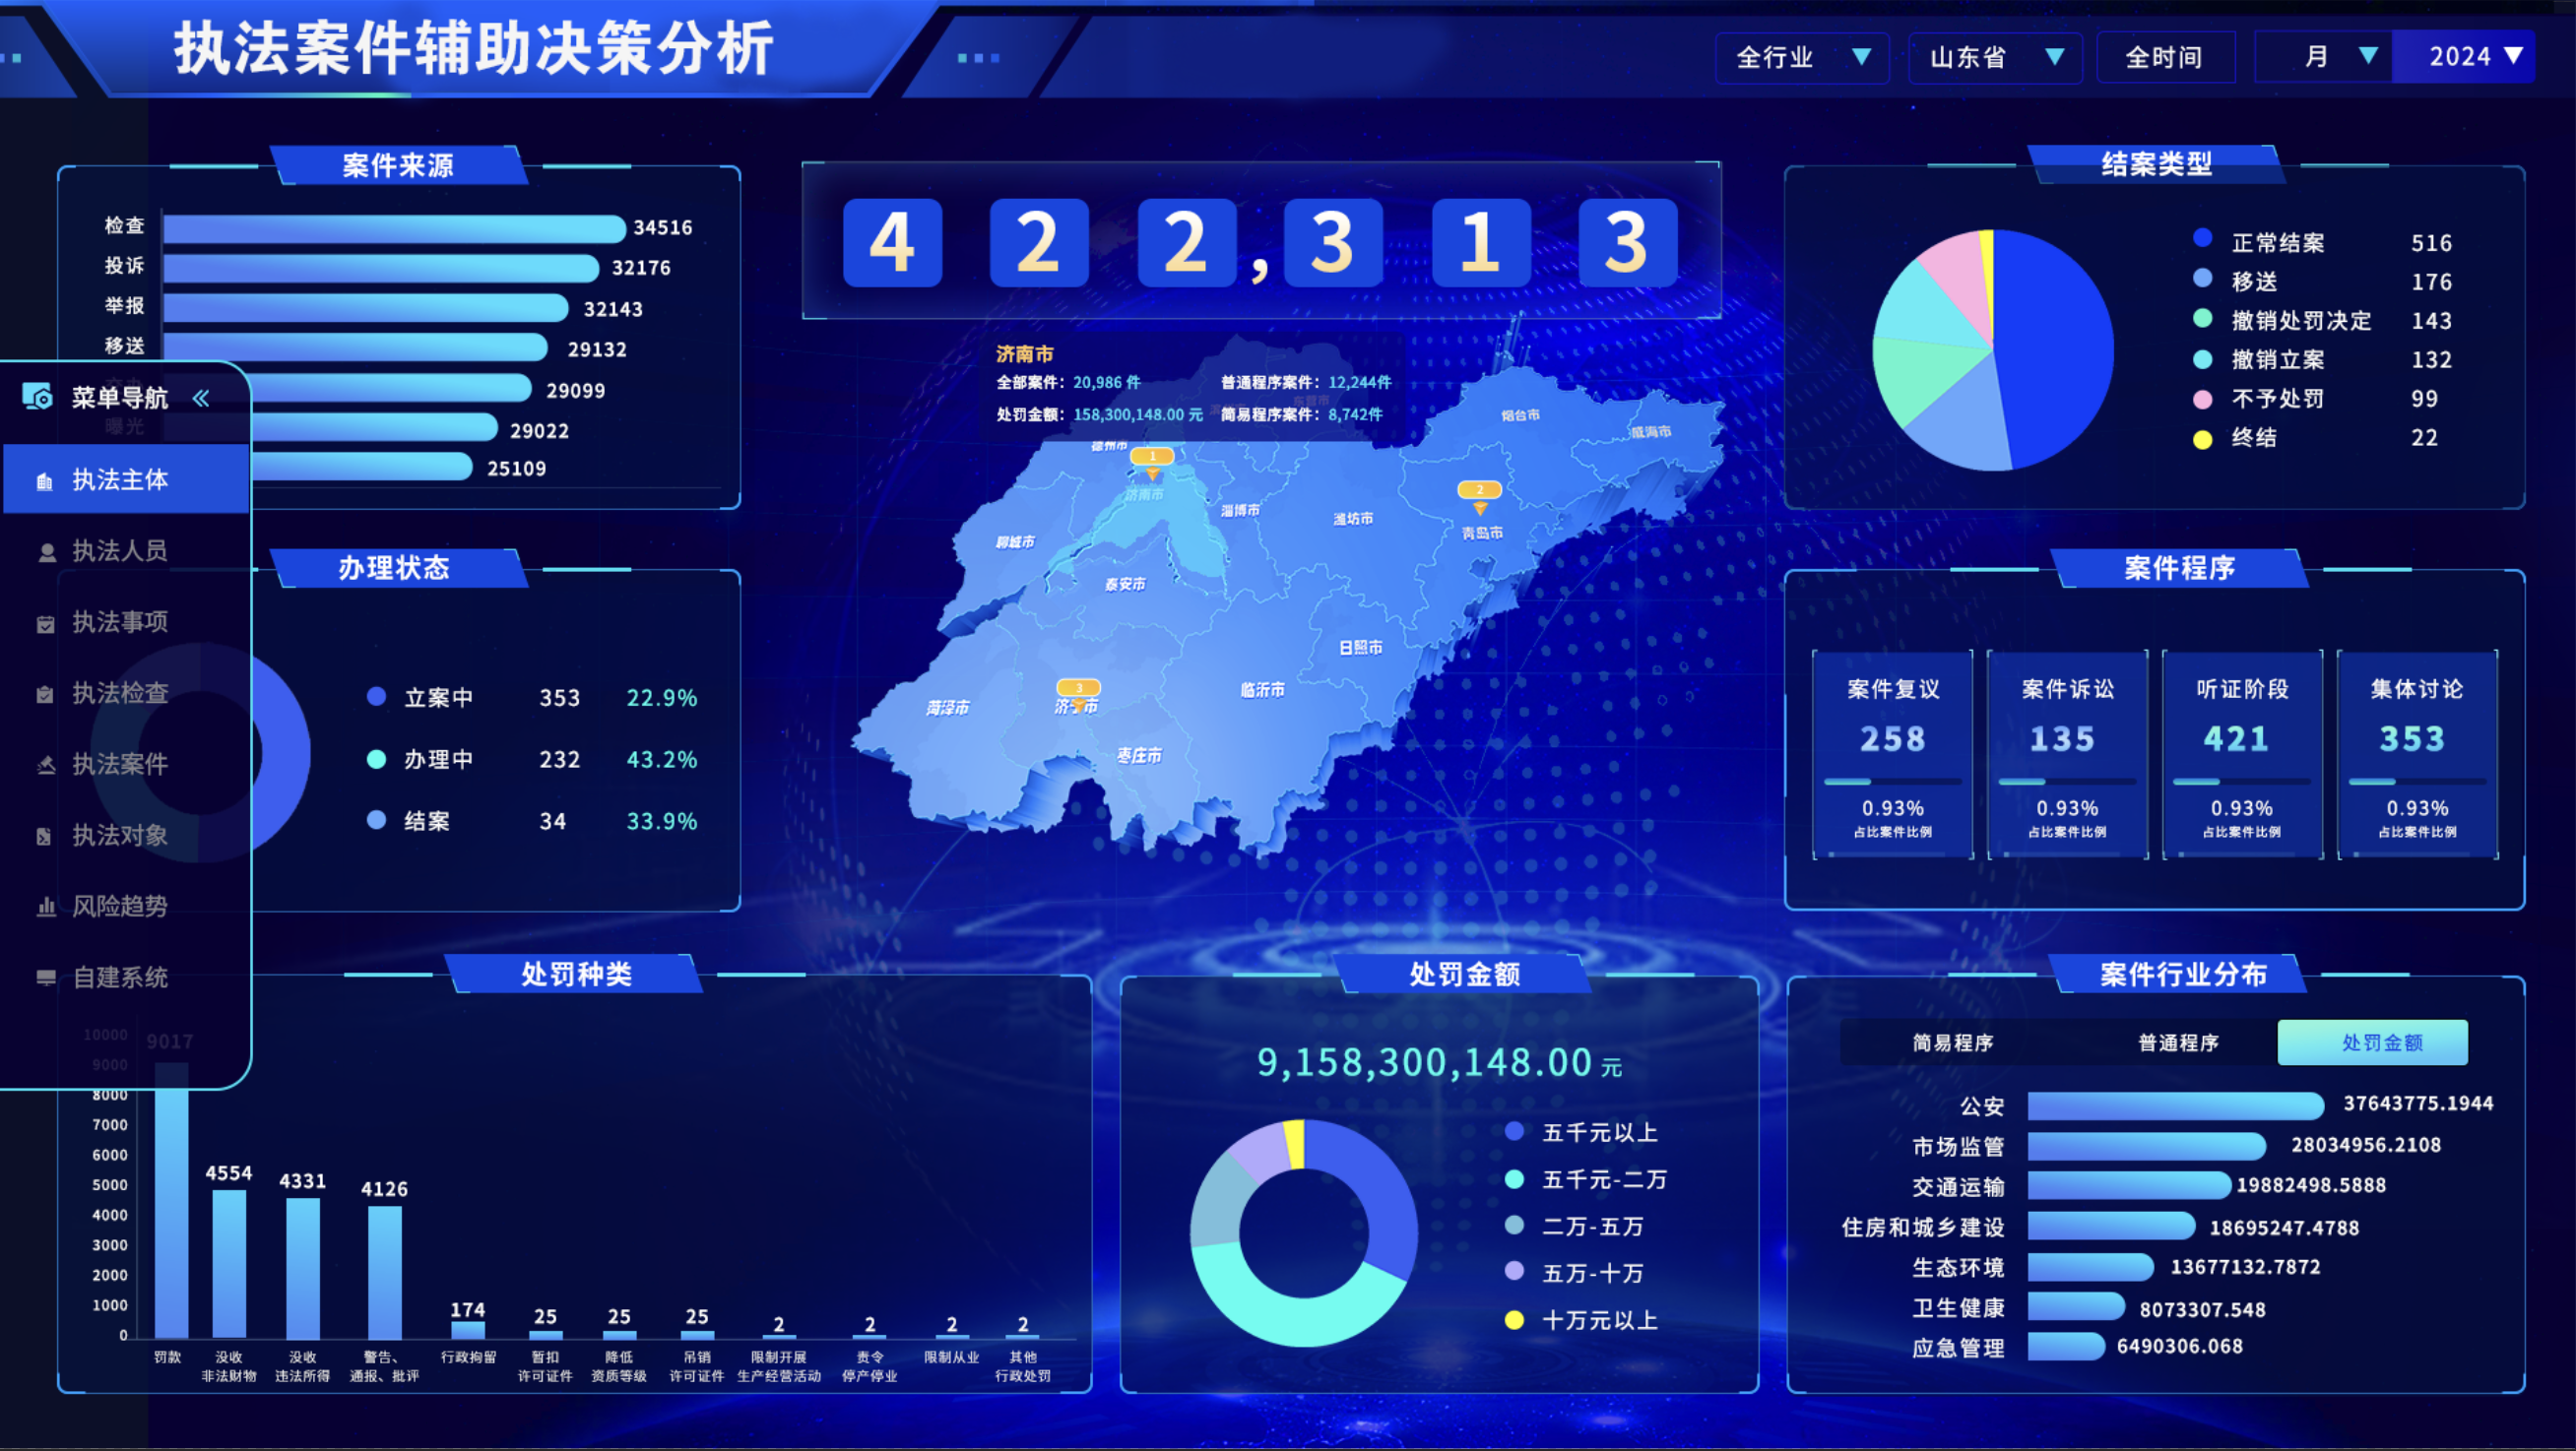 执法案件辅助决策分析
全行业
山东省
全时间
月
2024
案件来源
检查 34516
投诉 32176
举报 32143
移送 29132
29099
曝光 29022
25109
菜单导航
执法主体
执法人员
执法事项
执法检查
执法案件
执法对象
风险趋势
自建系统
办理状态
立案中 353 22.9%
办理中 232 43.2%
结案 34 33.9%
4 2 2 , 3 1 3
济南市
全部案件：20,986 件 普通程序案件：12,244件
处罚金额：158,300,148.00 元 简易程序案件：8,742件
东营市
德州市
烟台市
威海市
1
济南市
淄博市
潍坊市
2
青岛市
聊城市
泰安市
日照市
临沂市
菏泽市
3
济宁市
枣庄市
结案类型
正常结案 516
移送 176
撤销处罚决定 143
撤销立案 132
不予处罚 99
终结 22
案件程序
案件复议
258
0.93%
占比案件比例
案件诉讼
135
0.93%
占比案件比例
听证阶段
421
0.93%
占比案件比例
集体讨论
353
0.93%
占比案件比例
处罚种类
10000
9000
8000
7000
6000
5000
4000
3000
2000
1000
0
9017
4554
4331
4126
174
25
25
25
2
2
2
2
罚款
没收
非法财物
没收
违法所得
警告、
通报、批评
行政拘留
暂扣
许可证件
降低
资质等级
吊销
许可证件
限制开展
生产经营活动
责令
停产停业
限制从业
其他
行政处罚
处罚金额
9,158,300,148.00 元
五千元以上
五千元-二万
二万-五万
五万-十万
十万元以上
案件行业分布
简易程序 普通程序 处罚金额
公安 37643775.1944
市场监管 28034956.2108
交通运输 19882498.5888
住房和城乡建设 18695247.4788
生态环境 13677132.7872
卫生健康 8073307.548
应急管理 6490306.068